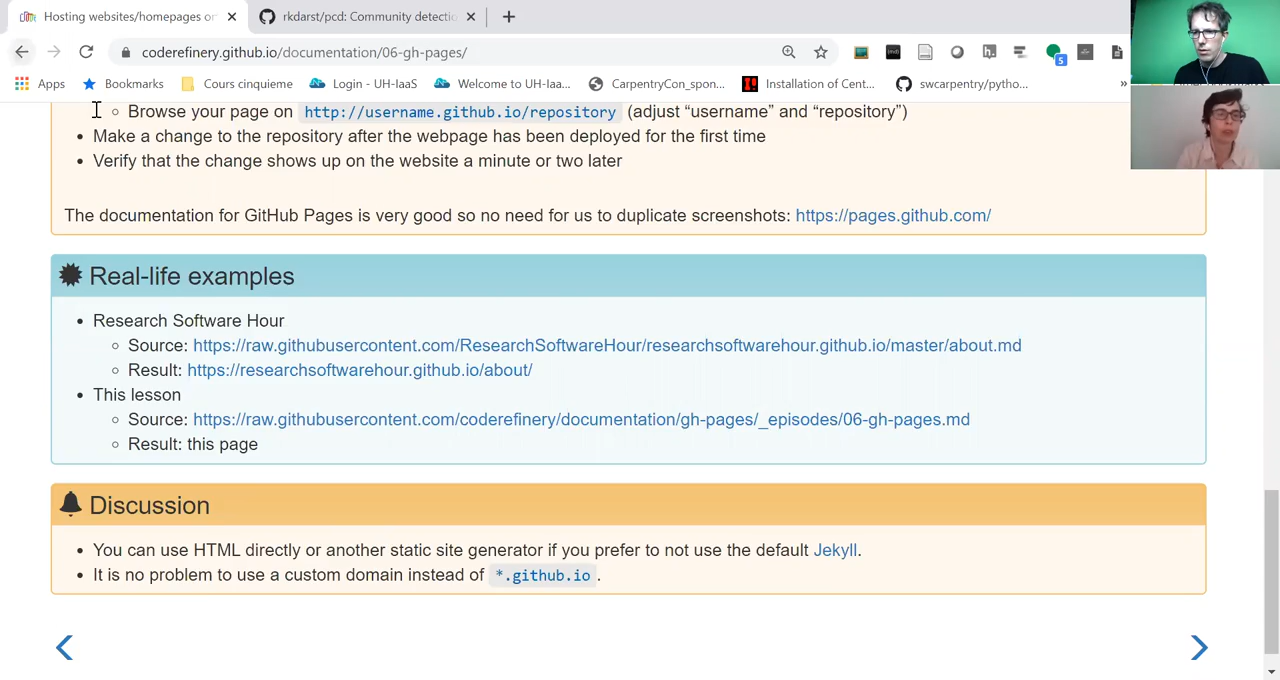 Hosting websites/homepages on
rkdarst/pcd: Community detectio
coderefinery.github.io/documentation/06-gh-pages/
5
Apps
Bookmarks
Cours cinquieme
Login - UH-IaaS
Welcome to UH-Iaa...
CarpentryCon_spon...
Installation of Cent...
swcarpentry/pytho...
»
Browse your page on http://username.github.io/repository (adjust “username” and “repository”)
Make a change to the repository after the webpage has been deployed for the first time
Verify that the change shows up on the website a minute or two later
The documentation for GitHub Pages is very good so no need for us to duplicate screenshots: https://pages.github.com/
Real-life examples
Research Software Hour
Source: https://raw.githubusercontent.com/ResearchSoftwareHour/researchsoftwarehour.github.io/master/about.md
Result: https://researchsoftwarehour.github.io/about/
This lesson
Source: https://raw.githubusercontent.com/coderefinery/documentation/gh-pages/_episodes/06-gh-pages.md
Result: this page
Discussion
You can use HTML directly or another static site generator if you prefer to not use the default Jekyll.
It is no problem to use a custom domain instead of *.github.io.